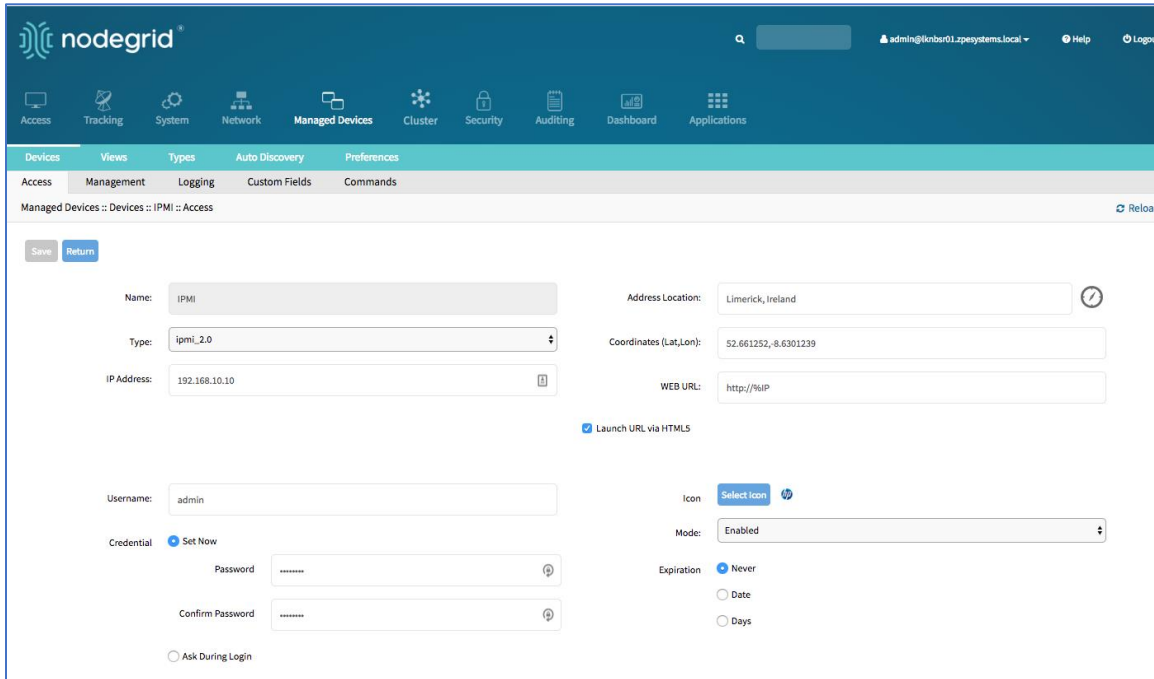 nodegrid®
admin@lknbsr01.zpesystems.local
Help
Logou
Access Tracking System Network Managed Devices Cluster Security Auditing Dashboard Applications
Devices Views Types Auto Discovery Preferences
Access Management Logging Custom Fields Commands
Managed Devices :: Devices :: IPMI :: Access
Reloa
Save Return
Name: IPMI
Type: ipmi_2.0
IP Address: 192.168.10.10
Address Location: Limerick, Ireland
Coordinates (Lat,Lon): 52.661252,-8.6301239
WEB URL: http://%IP
Launch URL via HTML5
Username: admin
Credential Set Now
Password ••••••••
Confirm Password ••••••••
Ask During Login
Icon Select Icon hp
Mode: Enabled
Expiration Never
Date
Days